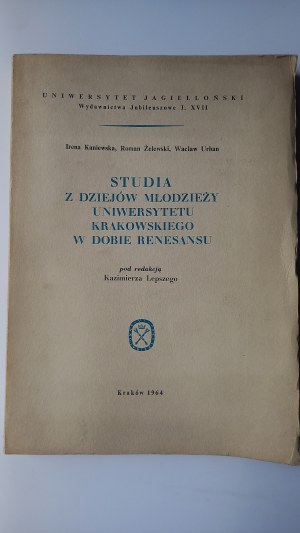 UNIWERSYTET JAGIELLOŃSKI
Wydawnictwa Jubileuszowe T. XVII
Irena Kaniewska, Roman Żelewski, Wacław Urban
STUDIA
Z DZIEJÓW MŁODZIEŻY
UNIWERSYTETU
KRAKOWSKIEGO
W DOBIE RENESANSU
pod redakcją
Kazimierza Lepszego
Kraków 1964